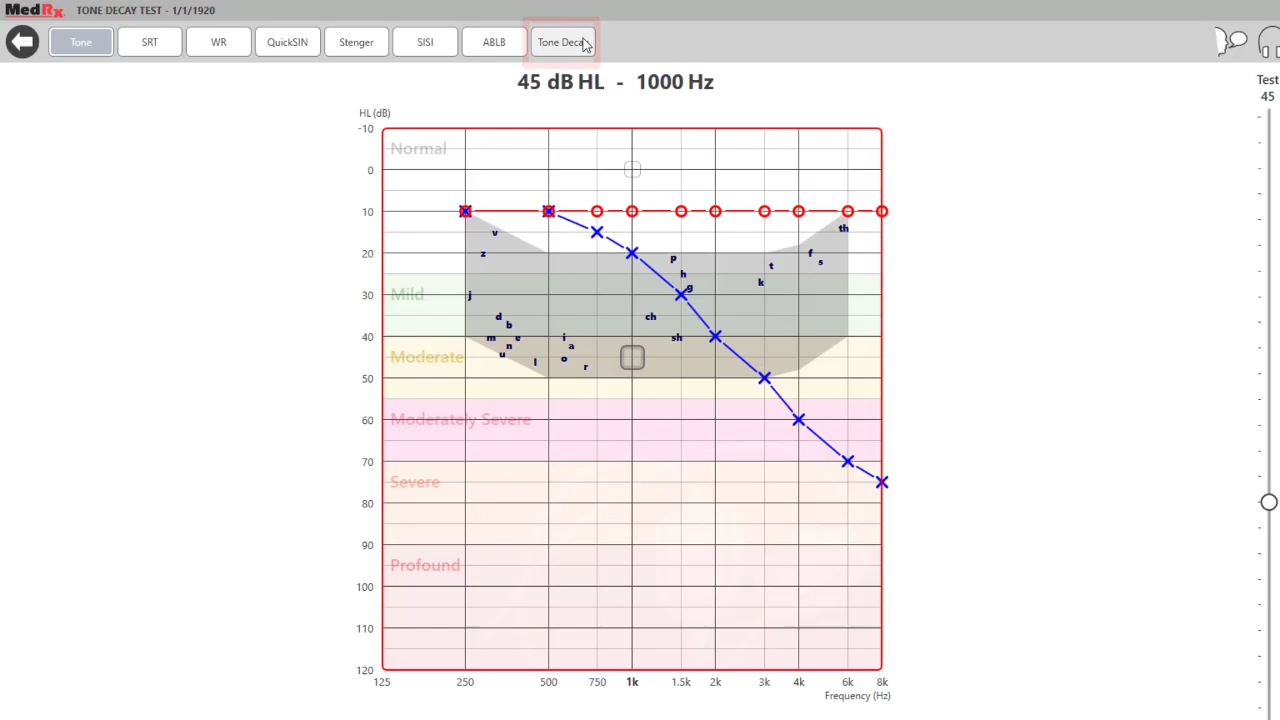 MedRx TONE DECAY TEST - 1/1/1920
Tone SRT WR QuickSIN Stenger SISI ABLB Tone Decay
45 dB HL - 1000 Hz
Test
45
HL (dB)
-10
Normal
0
10
th
v
z f
20 p s
h t
k
g
j
30 Mild
d ch
b
m e i sh
40
n a
u o
Moderate l r
50
60 Moderately Severe
70
Severe
80
90
Profound
100
110
120
125 250 500 750 1k 1.5k 2k 3k 4k 6k 8k
Frequency (Hz)